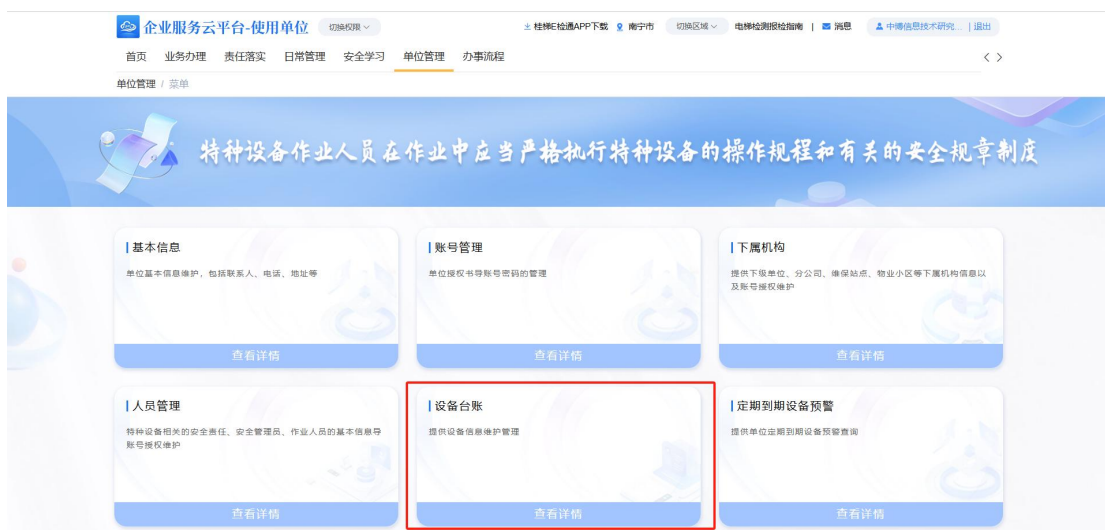 企业服务云平台-使用单位 切换权限 桂梯E检通APP下载 南宁市 切换区域 电梯检测报检指南 | 消息 中博信息技术研究... | 退出
首页 业务办理 责任落实 日常管理 安全学习 单位管理 办事流程
单位管理 / 菜单
特种设备作业人员在作业中应当严格执行特种设备的操作规程和有关的安全规章制度
基本信息
单位基本信息维护，包括联系人、电话、地址等
查看详情
账号管理
单位授权书导账号密码的管理
查看详情
下属机构
提供下级单位、分公司、维保站点、物业小区等下属机构信息以
及账号授权维护
查看详情
人员管理
特种设备相关的安全责任、安全管理员、作业人员的基本信息导
账号授权维护
查看详情
设备台账
提供设备信息维护管理
查看详情
定期到期设备预警
提供单位定期到期设备预警查询
查看详情